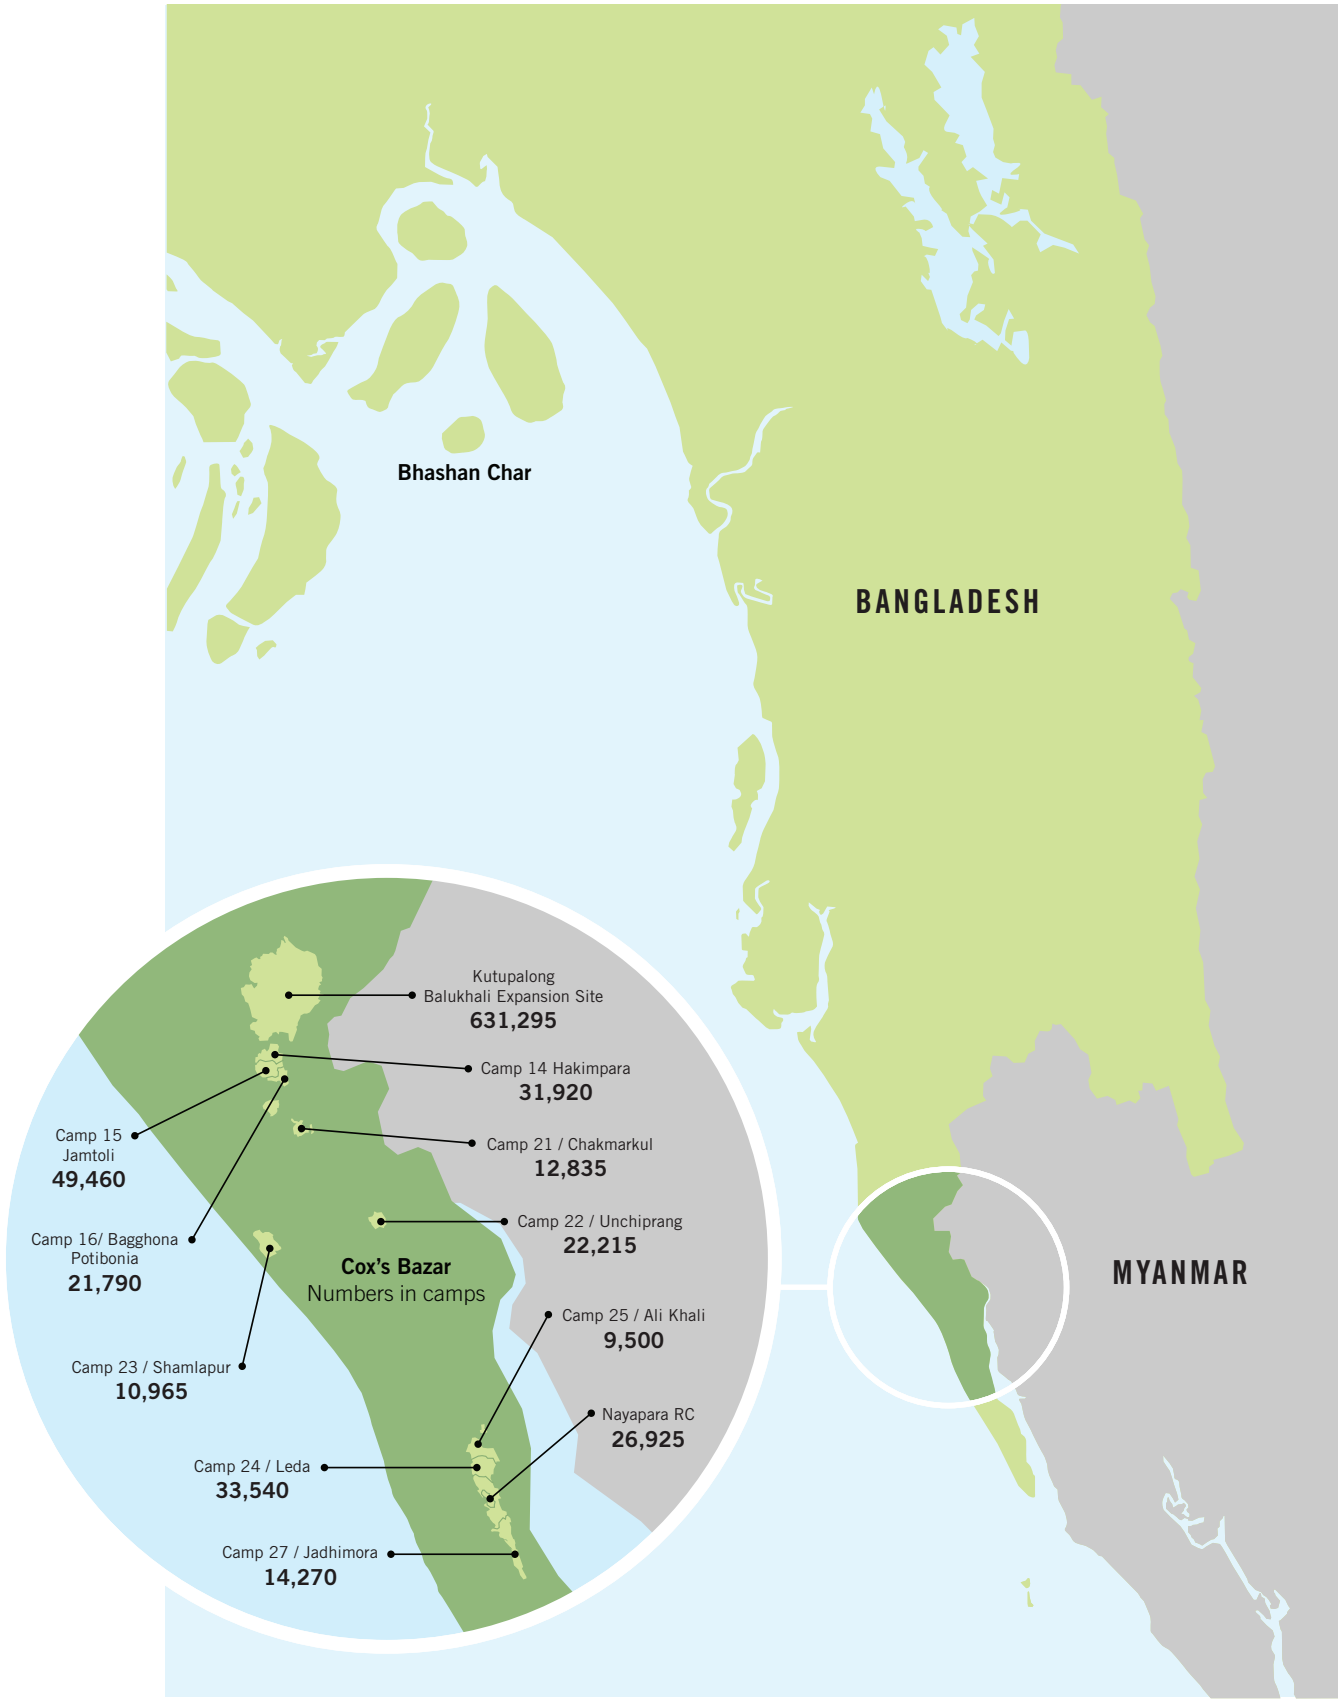 Bhashan Char
BANGLADESH
MYANMAR
Kutupalong
Balukhali Expansion Site
631,295
Camp 14 Hakimpara
31,920
Camp 15
Jamtoli
49,460
Camp 21 / Chakmarkul
12,835
Camp 16/ Bagghona
Potibonia
21,790
Camp 22 / Unchiprang
22,215
Cox's Bazar
Numbers in camps
Camp 25 / Ali Khali
9,500
Camp 23 / Shamlapur
10,965
Nayapara RC
26,925
Camp 24 / Leda
33,540
Camp 27 / Jadhimora
14,270